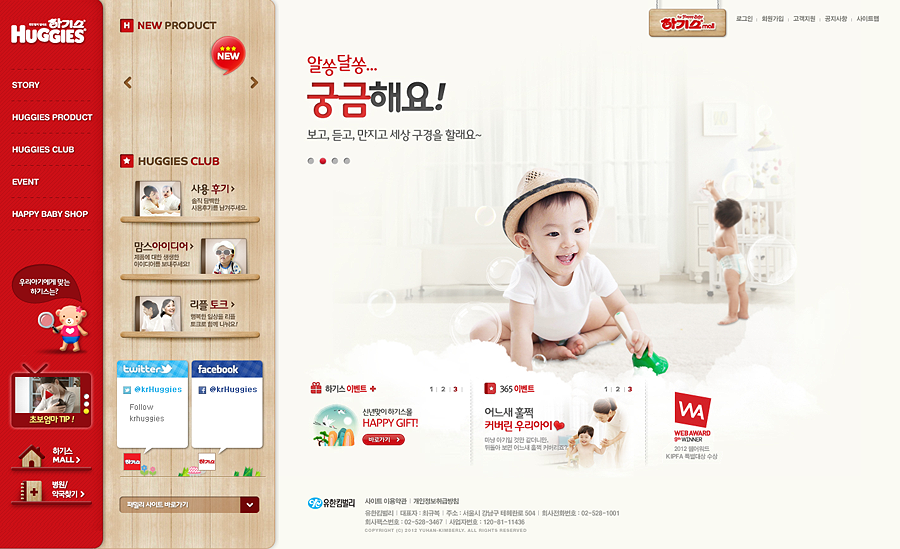 하기스
HUGGIES
STORY
HUGGIES PRODUCT
HUGGIES CLUB
EVENT
HAPPY BABY SHOP
우리아기에게 맞는
하기스는?
초보엄마 TIP !
하기스
MALL >
병원/
약국찾기 >
H NEW PRODUCT
NEW
HUGGIES CLUB
사용 후기 >
솔직 담백한
사용후기를 남겨주세요.
맘스아이디어 >
제품에 대한 생생한
아이디어를 보내주세요!
리플 토크 >
행복한 일상을 리플
토크로 함께 나눠요!
twitter
@krHuggies
Follow
krhuggies
facebook
@krHuggies
하기스
하기스
패밀리 사이트 바로가기
하기스 mall
로그인 | 회원가입 | 고객지원 | 공지사항 | 사이트맵
알쏭달쏭...
궁금해요!
보고, 듣고, 만지고 세상 구경을 할래요~
하기스 이벤트 +
1 | 2 | 3 |
신년맞이 하기스몰
HAPPY GIFT!
바로가기 >
365 이벤트
1 | 2 | 3
어느새 훌쩍
커버린 우리아이
마냥 아기일 것만 같더니만,
뒤돌아 보면 어느새 훌쩍 커버리죠?
WA
WEB AWARD
9th WINNER
2012 웹어워드
KIPFA 특별대상 수상
유한킴벌리
사이트 이용약관 | 개인정보취급방침
유한킴벌리 | 대표자 : 최규복 | 주소 : 서울시 강남구 테헤란로 504 | 회사전화번호 : 02-528-1001
회사팩스번호 : 02-528-3467 | 사업자번호 : 120-81-11436
COPYRIGHT (C) 2012 YUHAN-KIMBERLY. ALL RIGHTS RESERVED